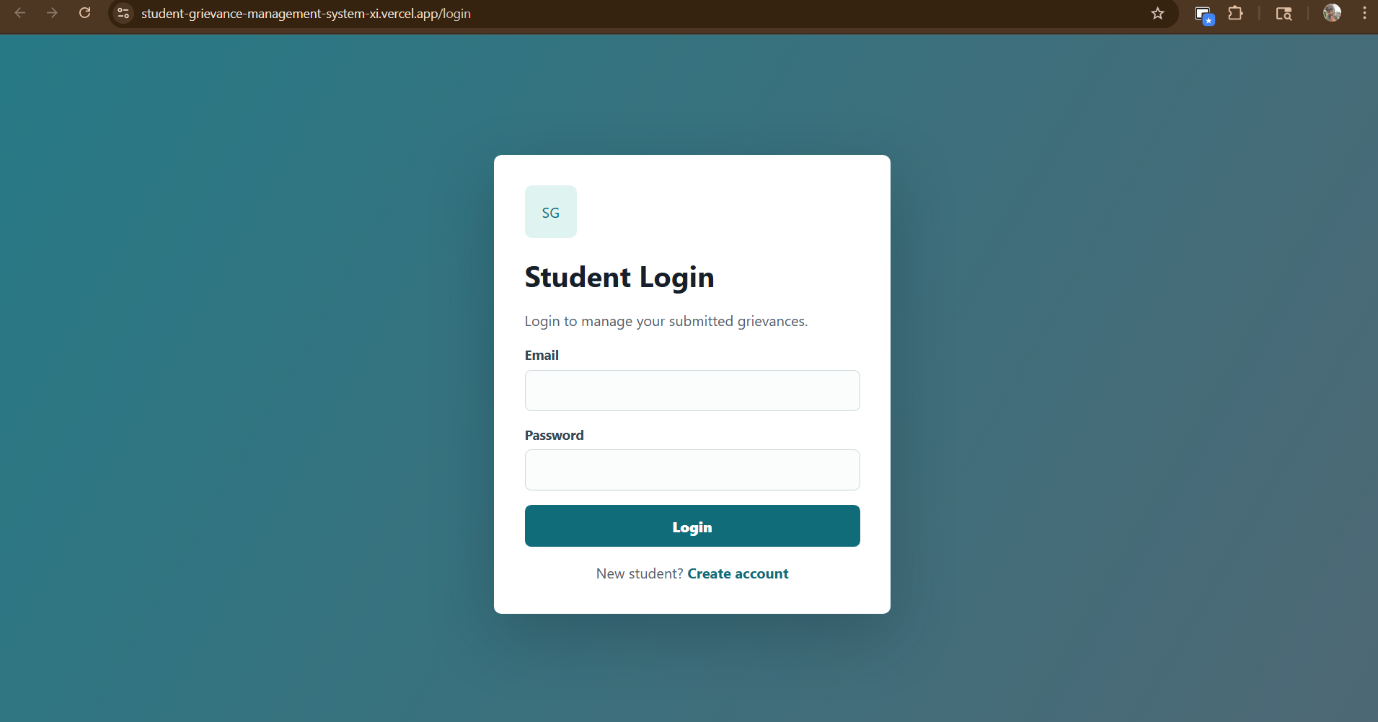 student-grievance-management-system-xi.vercel.app/login
SG
Student Login
Login to manage your submitted grievances.
Email
Password
Login
New student? Create account